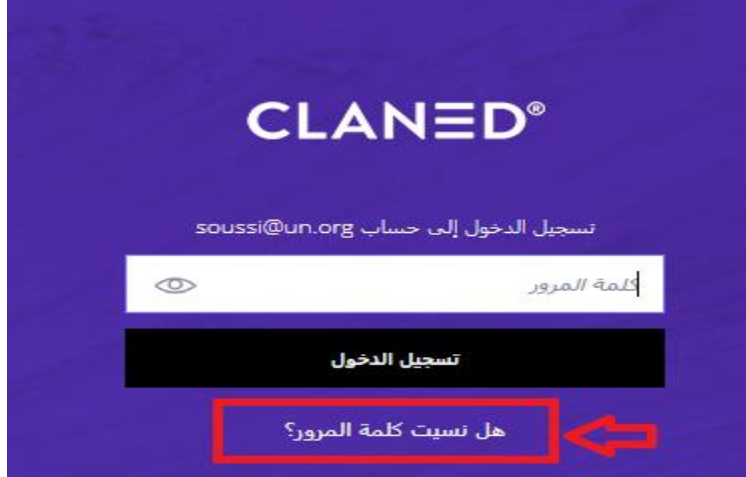 CLANED®
تسجيل الدخول إلى حساب soussi@un.org
كلمة المرور
تسجيل الدخول
هل نسيت كلمة المرور؟